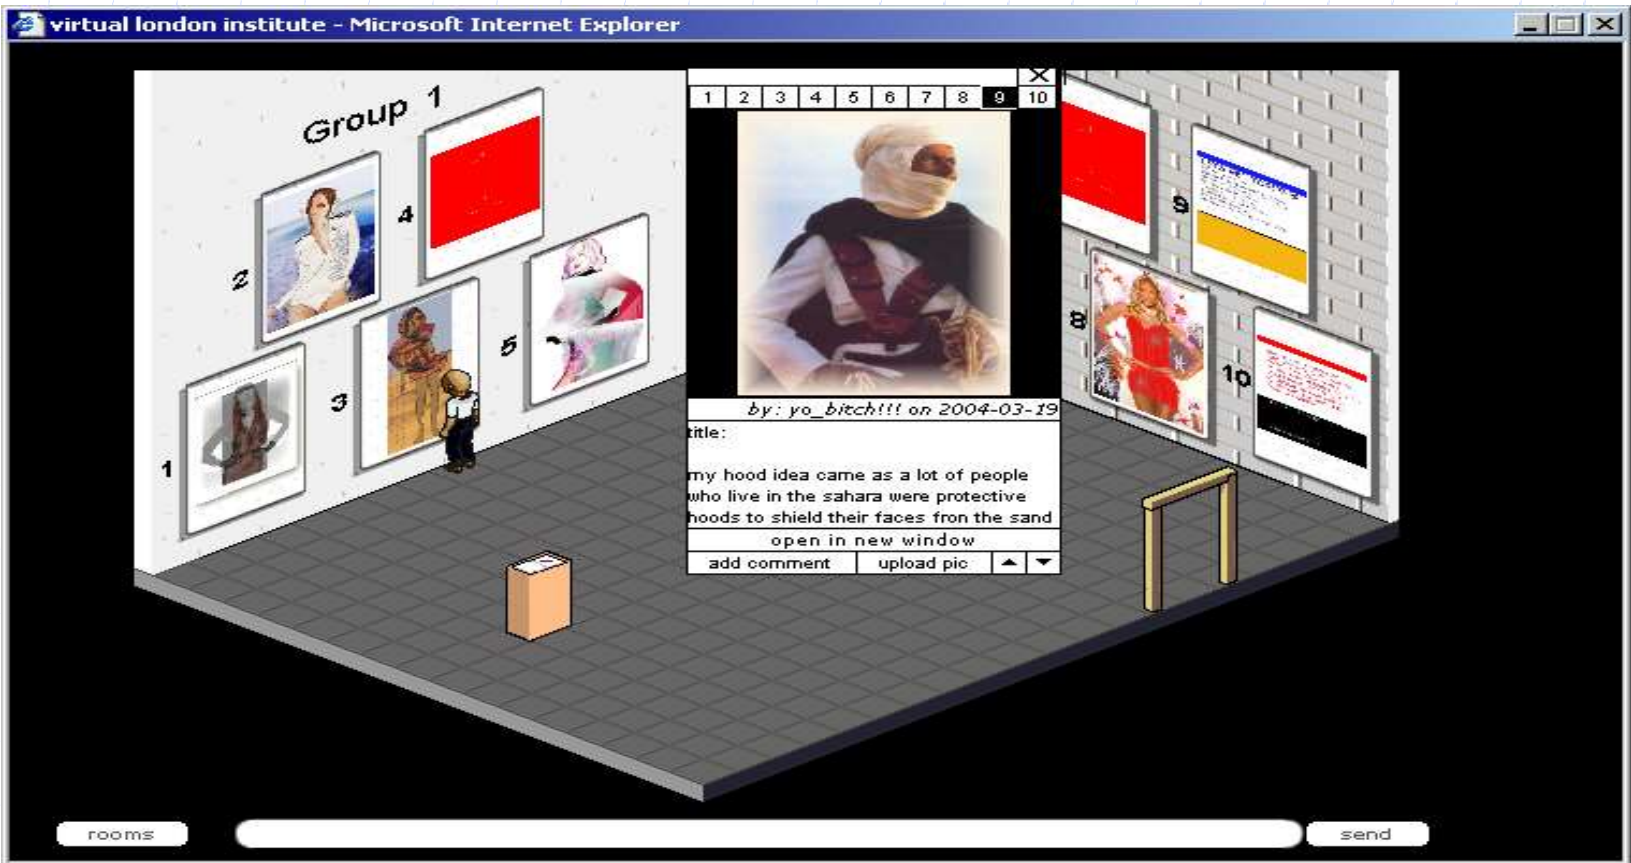 virtual london institute - Microsoft Internet Explorer
Group 1
X
1 2 3 4 5 6 7 8 9 10
4
2
9
5
8
3
10
1
by: yo_bitch!!! on 2004-03-19
title:
my hood idea came as a lot of people
who live in the sahara were protective
hoods to shield their faces fron the sand
open in new window
add comment upload pic
rooms send